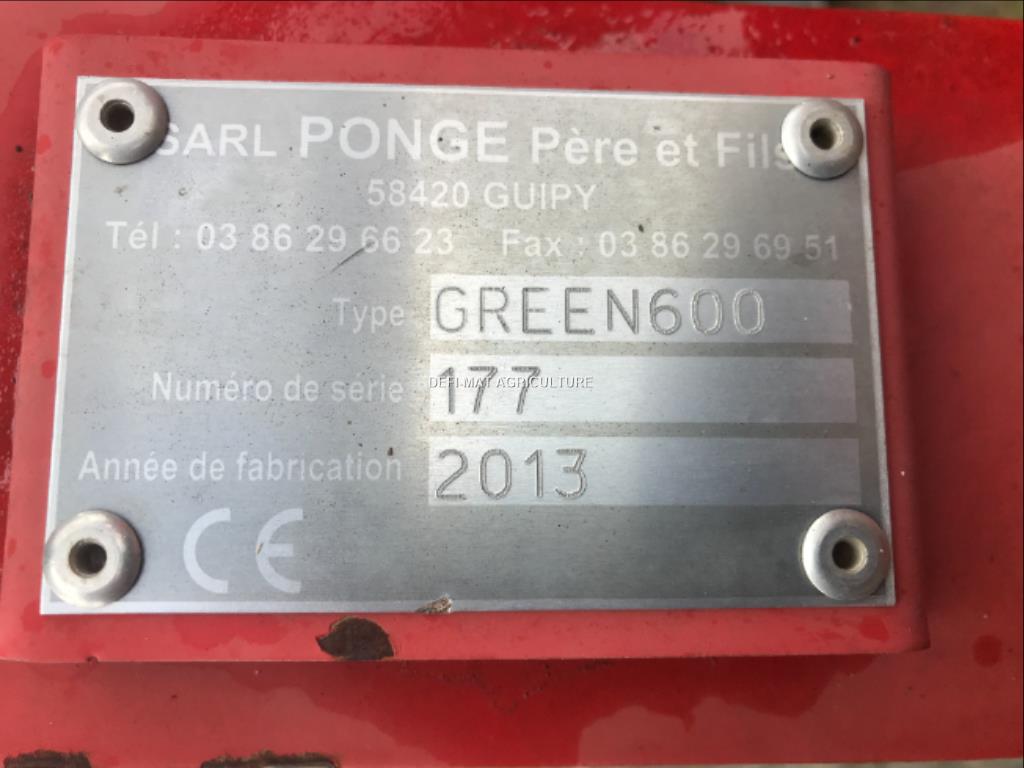 SARL PONGE Père et Fils
58420 GUIPY
Tél : 03 86 29 66 23 Fax : 03 86 29 69 51
Type GREEN600
Numéro de série 177
DEFI-MAT AGRICULTURE
Année de fabrication 2013
CE